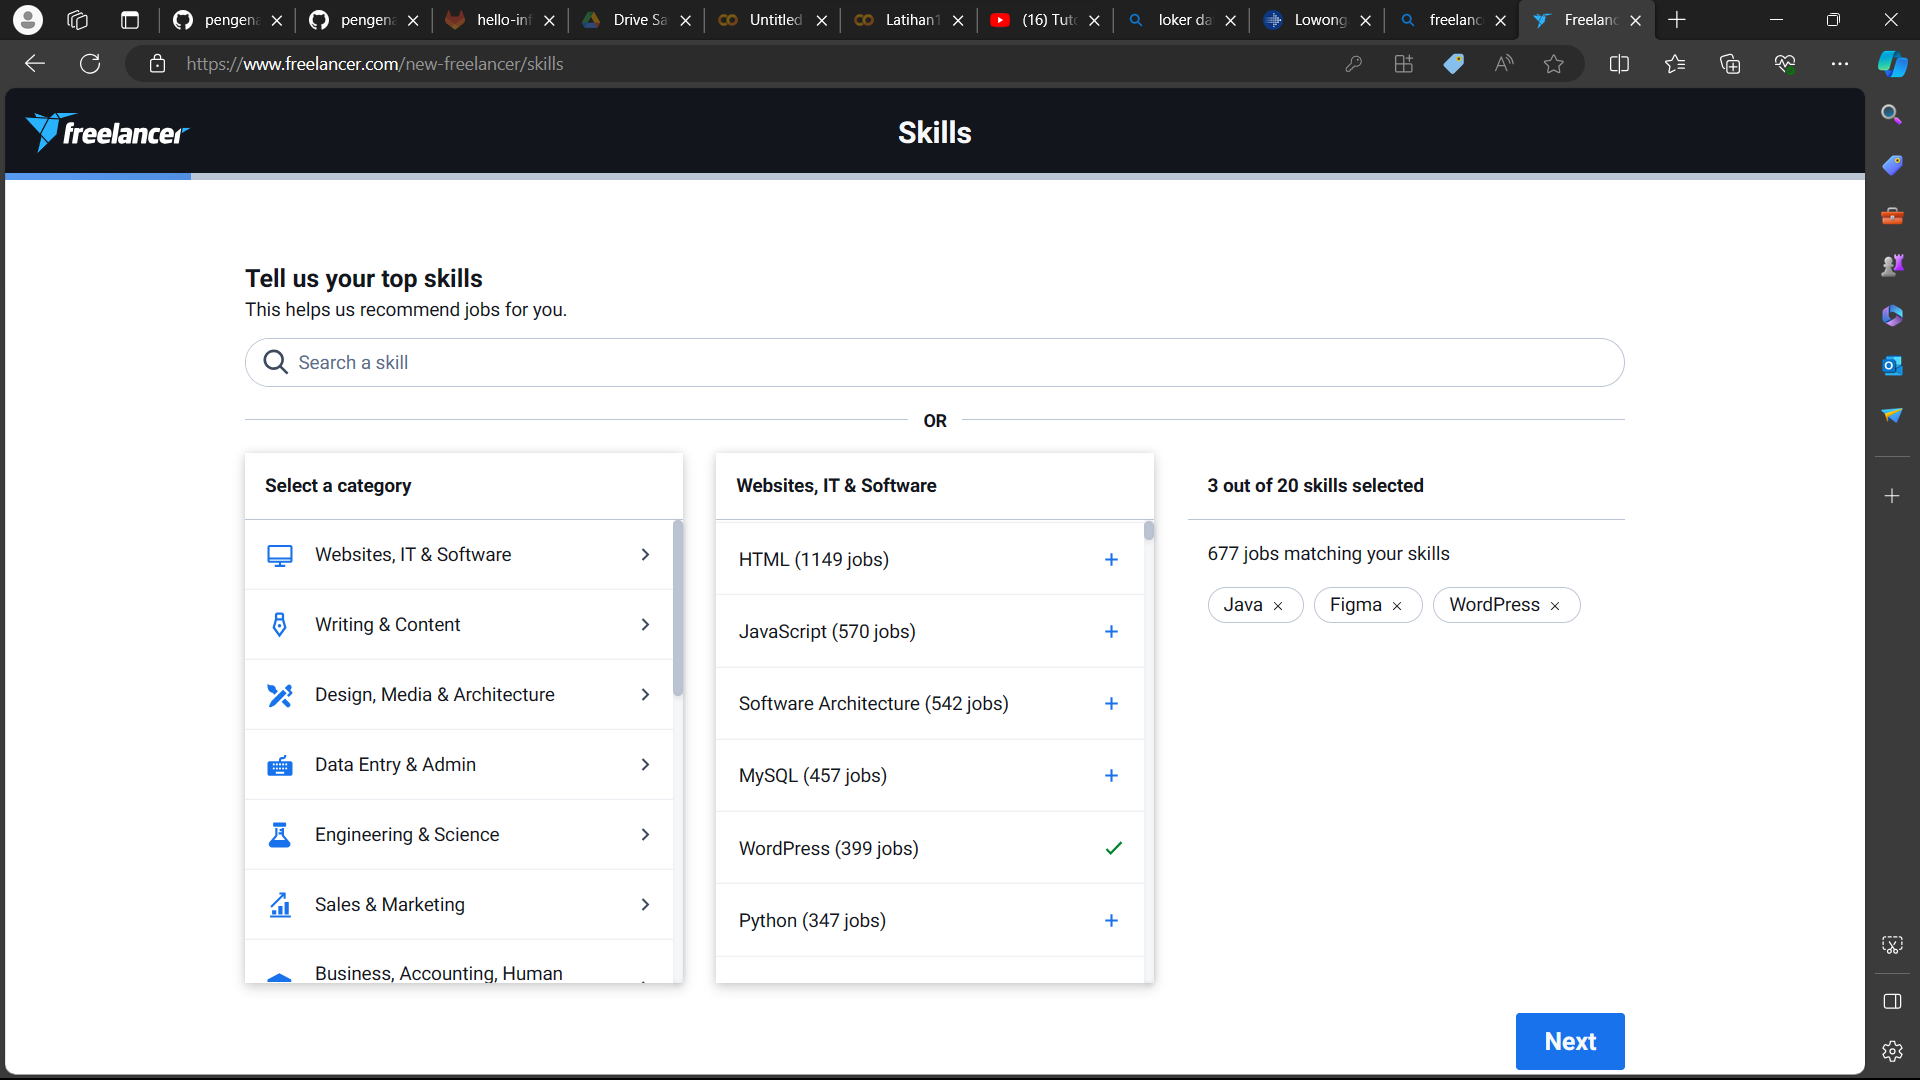 pengena
pengena
hello-inf
Drive Sa
Untitled
Latihan1
(16) Tuto
loker da
Lowong
freelanc
Freelanc
https://www.freelancer.com/new-freelancer/skills
freelancer
Skills
Tell us your top skills
This helps us recommend jobs for you.
Search a skill
OR
Select a category
Websites, IT & Software
Writing & Content
Design, Media & Architecture
Data Entry & Admin
Engineering & Science
Sales & Marketing
Business, Accounting, Human
Websites, IT & Software
HTML (1149 jobs)
JavaScript (570 jobs)
Software Architecture (542 jobs)
MySQL (457 jobs)
WordPress (399 jobs)
Python (347 jobs)
3 out of 20 skills selected
677 jobs matching your skills
Java
Figma
WordPress
Next